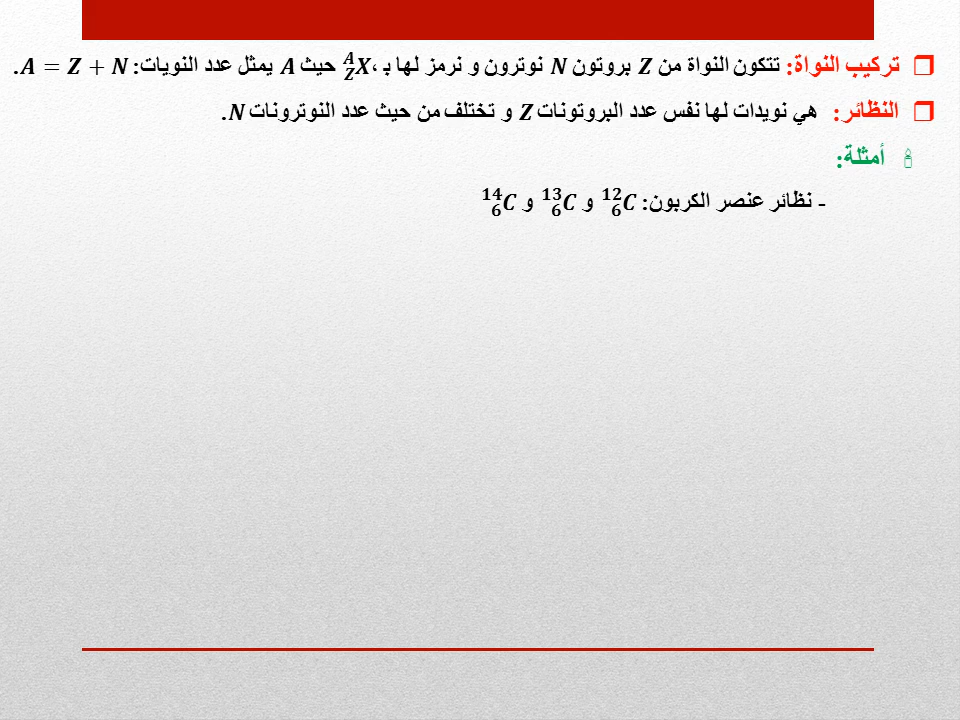 ❒ تركيب النواة: تتكون النواة من Z بروتون N نوترون و نرمز لها بـ ${}^{A}_{Z}X$، حيث A يمثل عدد النويات: A = Z + N.
❒ النظائر: هي نويدات لها نفس عدد البروتونات Z و تختلف من حيث عدد النوترونات N.
أمثلة:
- نظائر عنصر الكربون: ${}^{12}_{6}C$ و ${}^{13}_{6}C$ و ${}^{14}_{6}C$